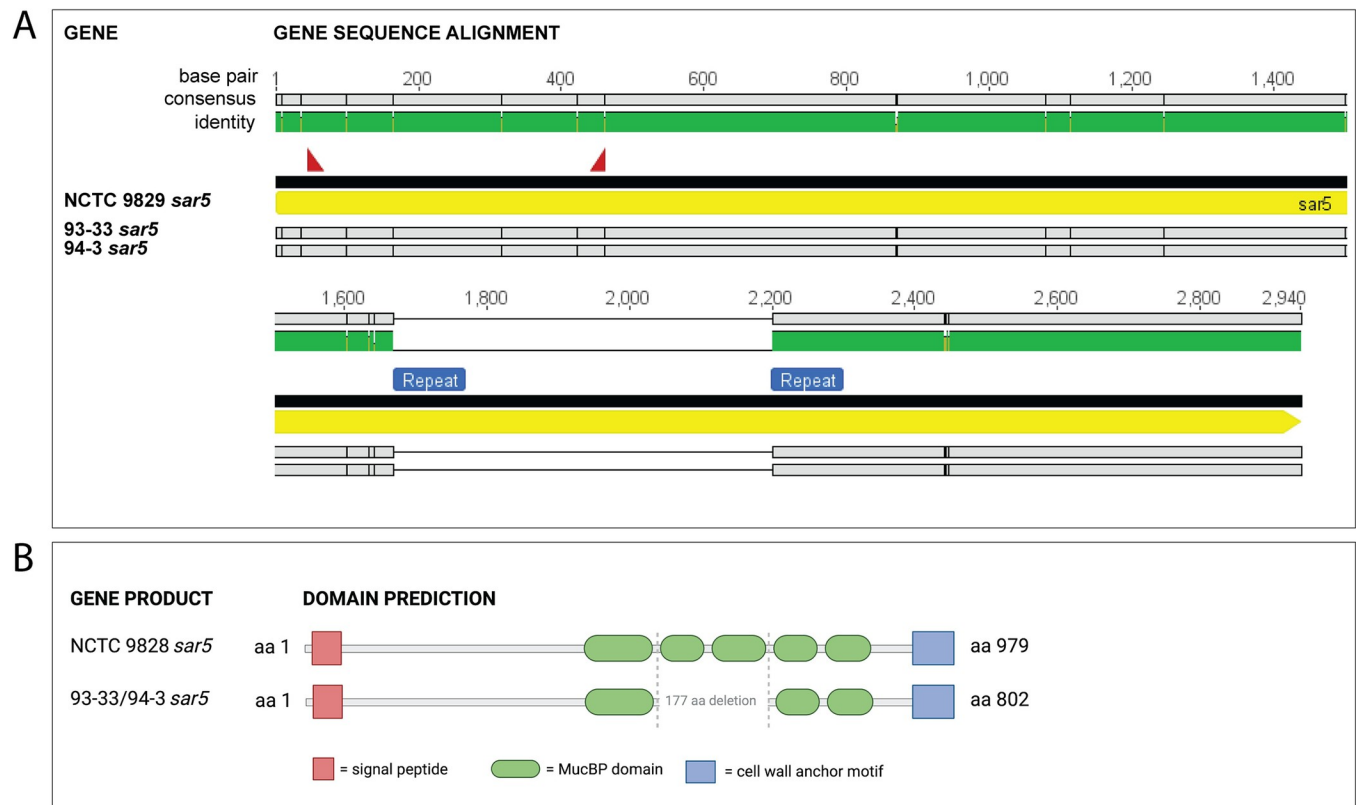 A
GENE GENE SEQUENCE ALIGNMENT
base pair 1 200 400 600 800 1,000 1,200 1,400
consensus
identity
NCTC 9829 sar5 sar5
93-33 sar5
94-3 sar5
1,600 1,800 2,000 2,200 2,400 2,600 2,800 2,940
Repeat Repeat
B
GENE PRODUCT DOMAIN PREDICTION
NCTC 9828 sar5 aa 1 aa 979
93-33/94-3 sar5 aa 1 177 aa deletion aa 802
= signal peptide = MucBP domain = cell wall anchor motif